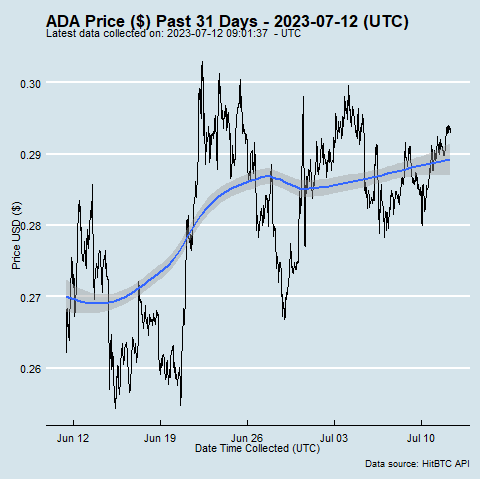 ADA Price ($) Past 31 Days - 2023-07-12 (UTC)
Latest data collected on: 2023-07-12 09:01:37 - UTC
0.30
0.29
0.28
0.27
0.26
Price USD ($)
Jun 12 Jun 19 Jun 26 Jul 03 Jul 10
Date Time Collected (UTC)
Data source: HitBTC API